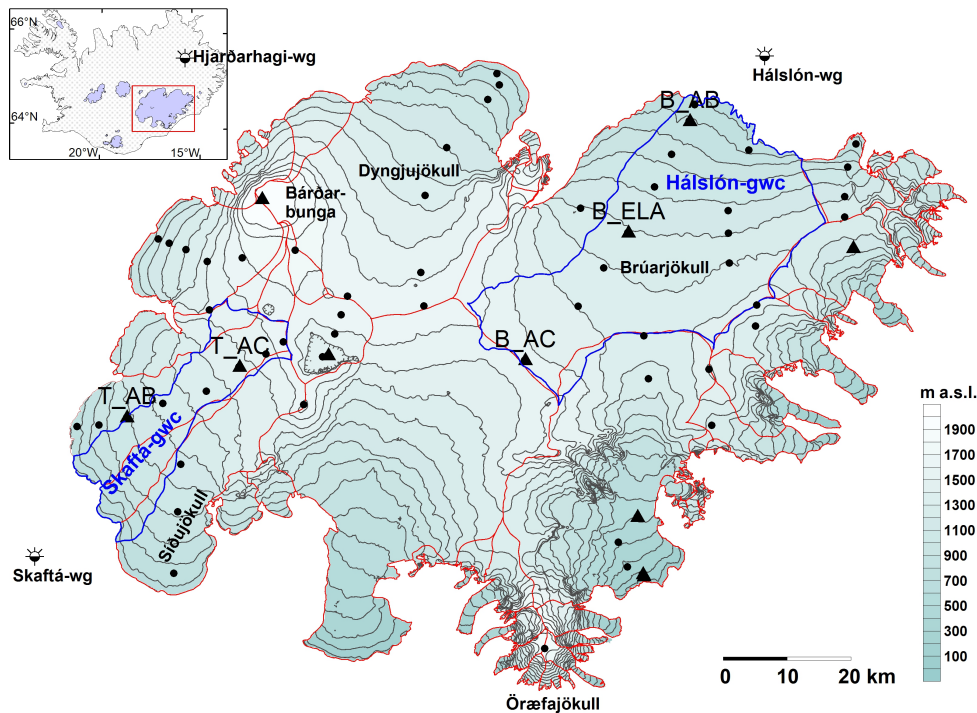 66°N
64°N
20°W
15°W
Hjarðarhagi-wg
Hálslón-wg
B_AB
Dyngjujökull
Hálslón-gwc
Bárðar-
bunga
B_ELA
Brúarjökull
T_AC
B_AC
T_AB
Skaftá-gwc
Síðujökull
Skaftá-wg
Öræfajökull
0 10 20 km
m a.s.l.
1900
1700
1500
1300
1100
900
700
500
300
100